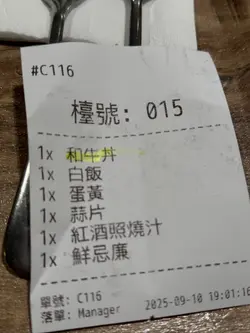 #C116
檯號: 015
1x 和牛丼
1x 白飯
1x 蛋黃
1x 蒜片
1x 紅酒照燒汁
1x 鮮忌廉
單號: C116
落單: Manager 2025-09-10 19:01:16